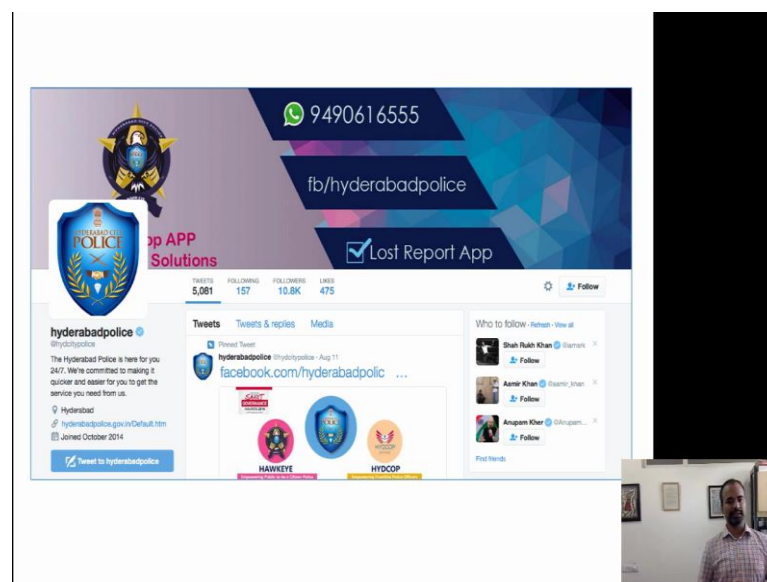 9490616555
fb/hyderabadpolice
Lost Report App
HYDERABAD CITY
POLICE
op APP
Solutions
TWEETS FOLLOWING FOLLOWERS LIKES
5,081 157 10.8K 475
Follow
hyderabadpolice
@hydcitypolice
The Hyderabad Police is here for you
24/7. We're committed to making it
quicker and easier for you to get the
service you need from us.
Hyderabad
hyderabadpolice.gov.in/Default.htm
Joined October 2014
Tweet to hyderabadpolice
Tweets Tweets & replies Media
Pinned Tweet
hyderabadpolice @hydcitypolice · Aug 11
facebook.com/hyderabadpolic ...
HAWKEYE
HYDCOP
Who to follow · Refresh · View all
Shah Rukh Khan @iamsrk
Follow
Aamir Khan @aamir_khan
Follow
Anupam Kher @Anupam...
Follow
Find friends